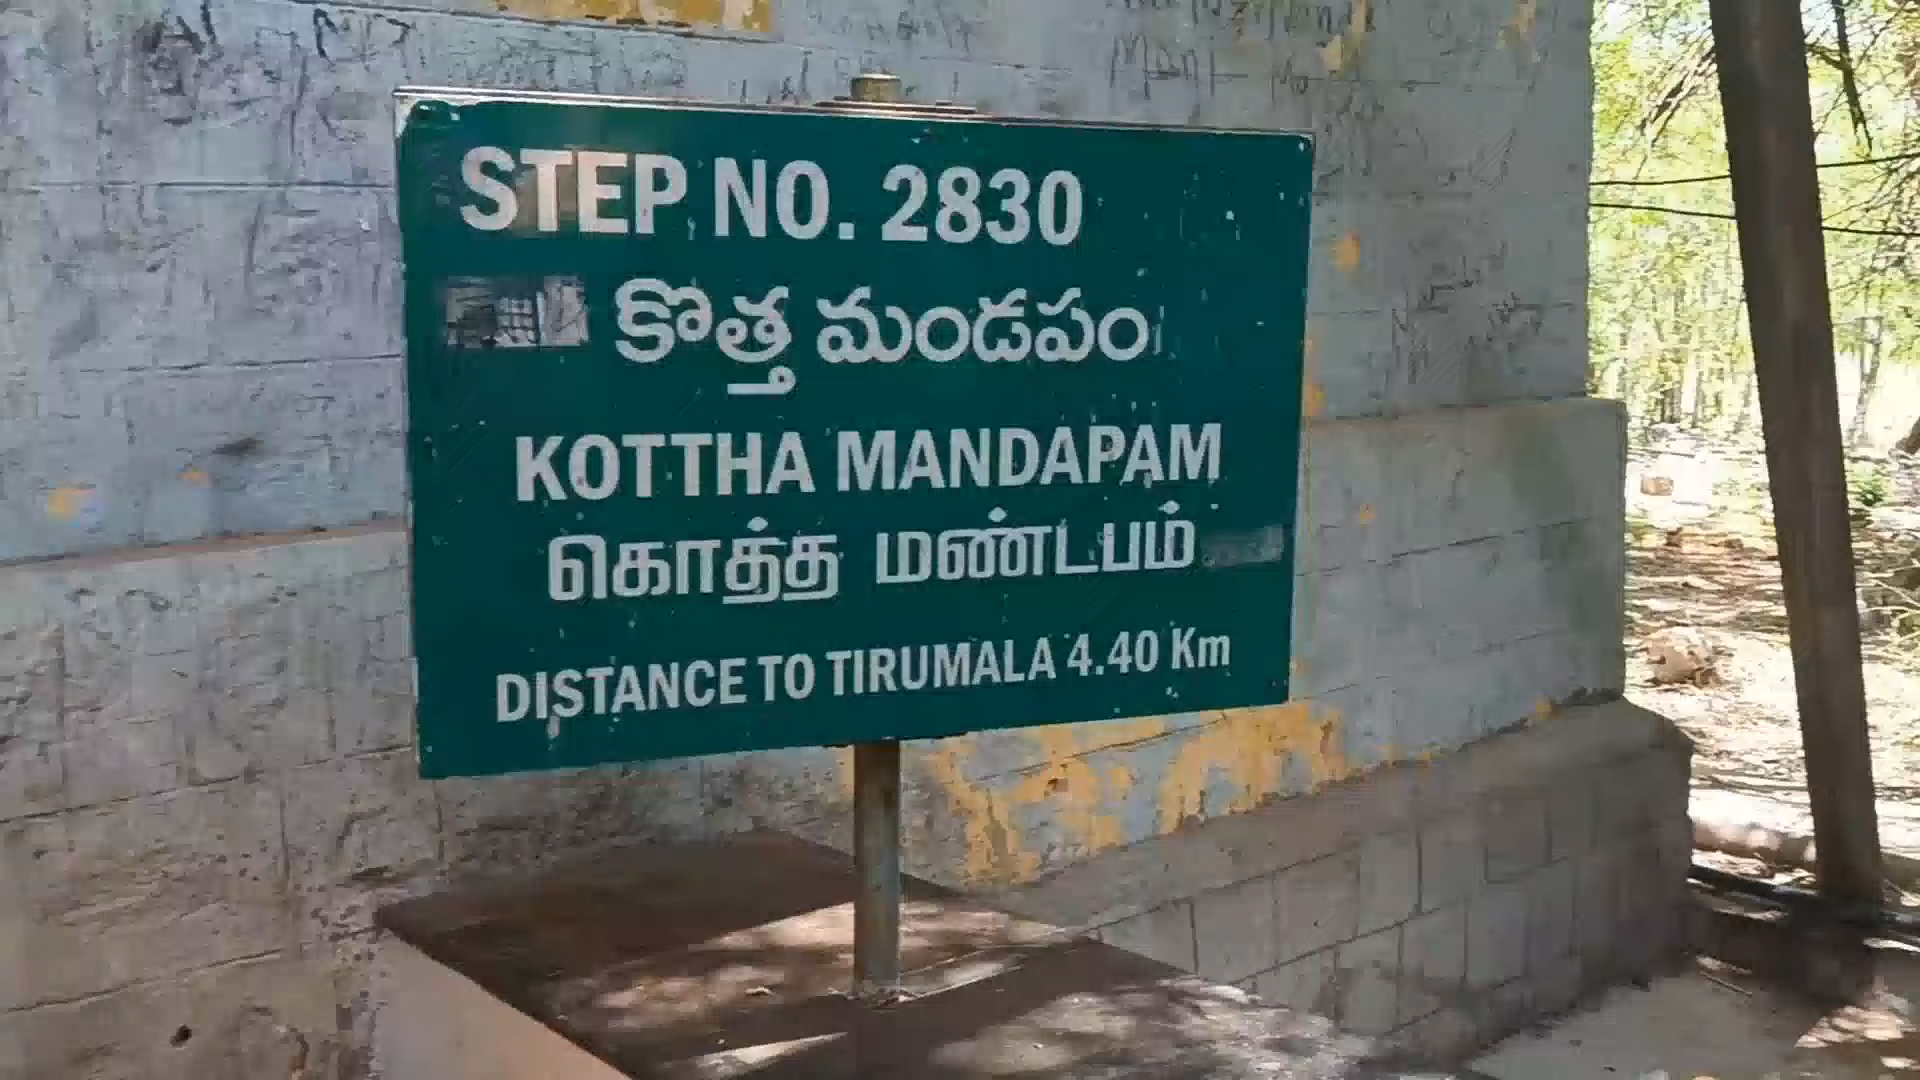 STEP NO. 2830
కొత్త మండపం
KOTTHA MANDAPAM
கொத்த மண்டபம்
DISTANCE TO TIRUMALA 4.40 Km